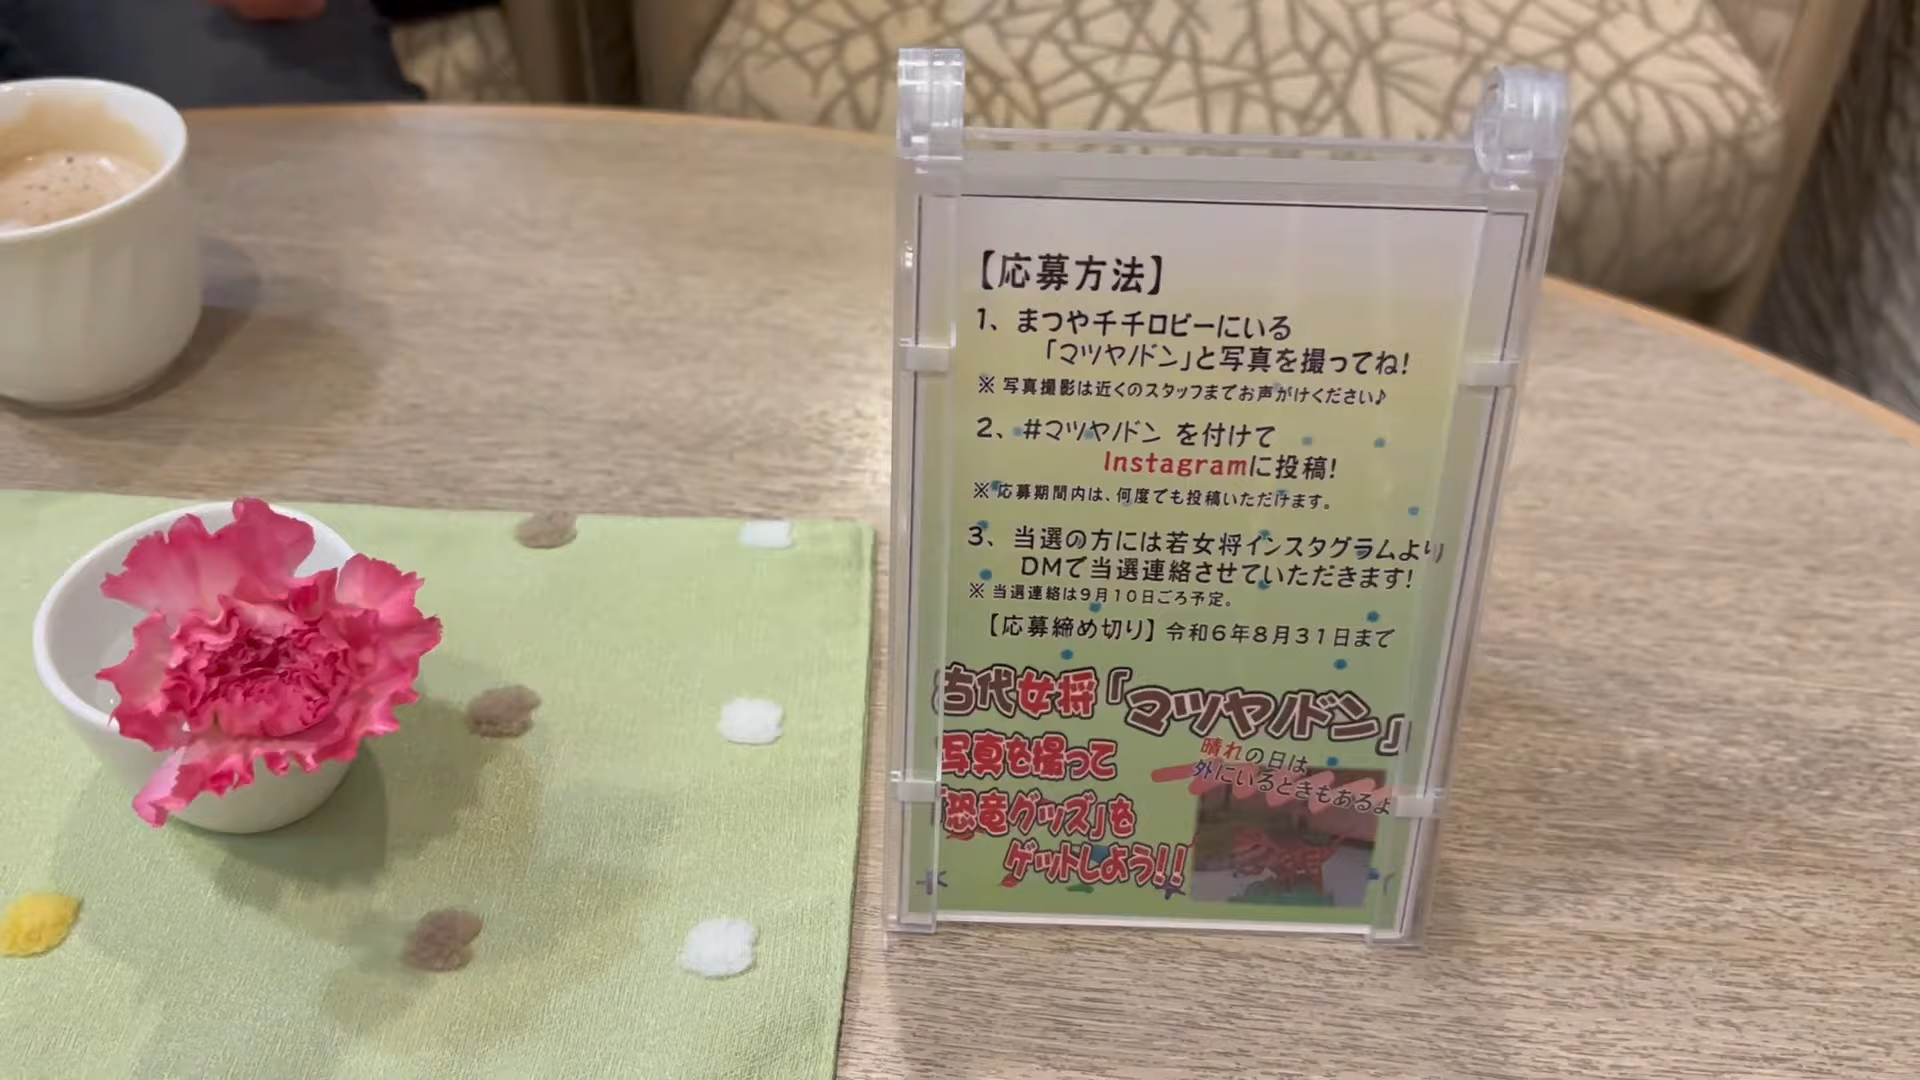 【応募方法】
1、まつや千千ロビーにいる
「マツヤノドン」と写真を撮ってね!
※ 写真撮影は近くのスタッフまでお声がけください♪
2、#マツヤノドン を付けて
Instagramに投稿!
※ 応募期間内は、何度でも投稿いただけます。
3、当選の方には若女将インスタグラムより
DMで当選連絡させていただきます!
※ 当選連絡は9月10日ごろ予定。
【応募締め切り】令和6年8月31日まで
古代女将「マツヤノドン」
写真を撮って
「恐竜グッズ」を
ゲットしよう!!
晴れの日は
外にいるときもあるよ